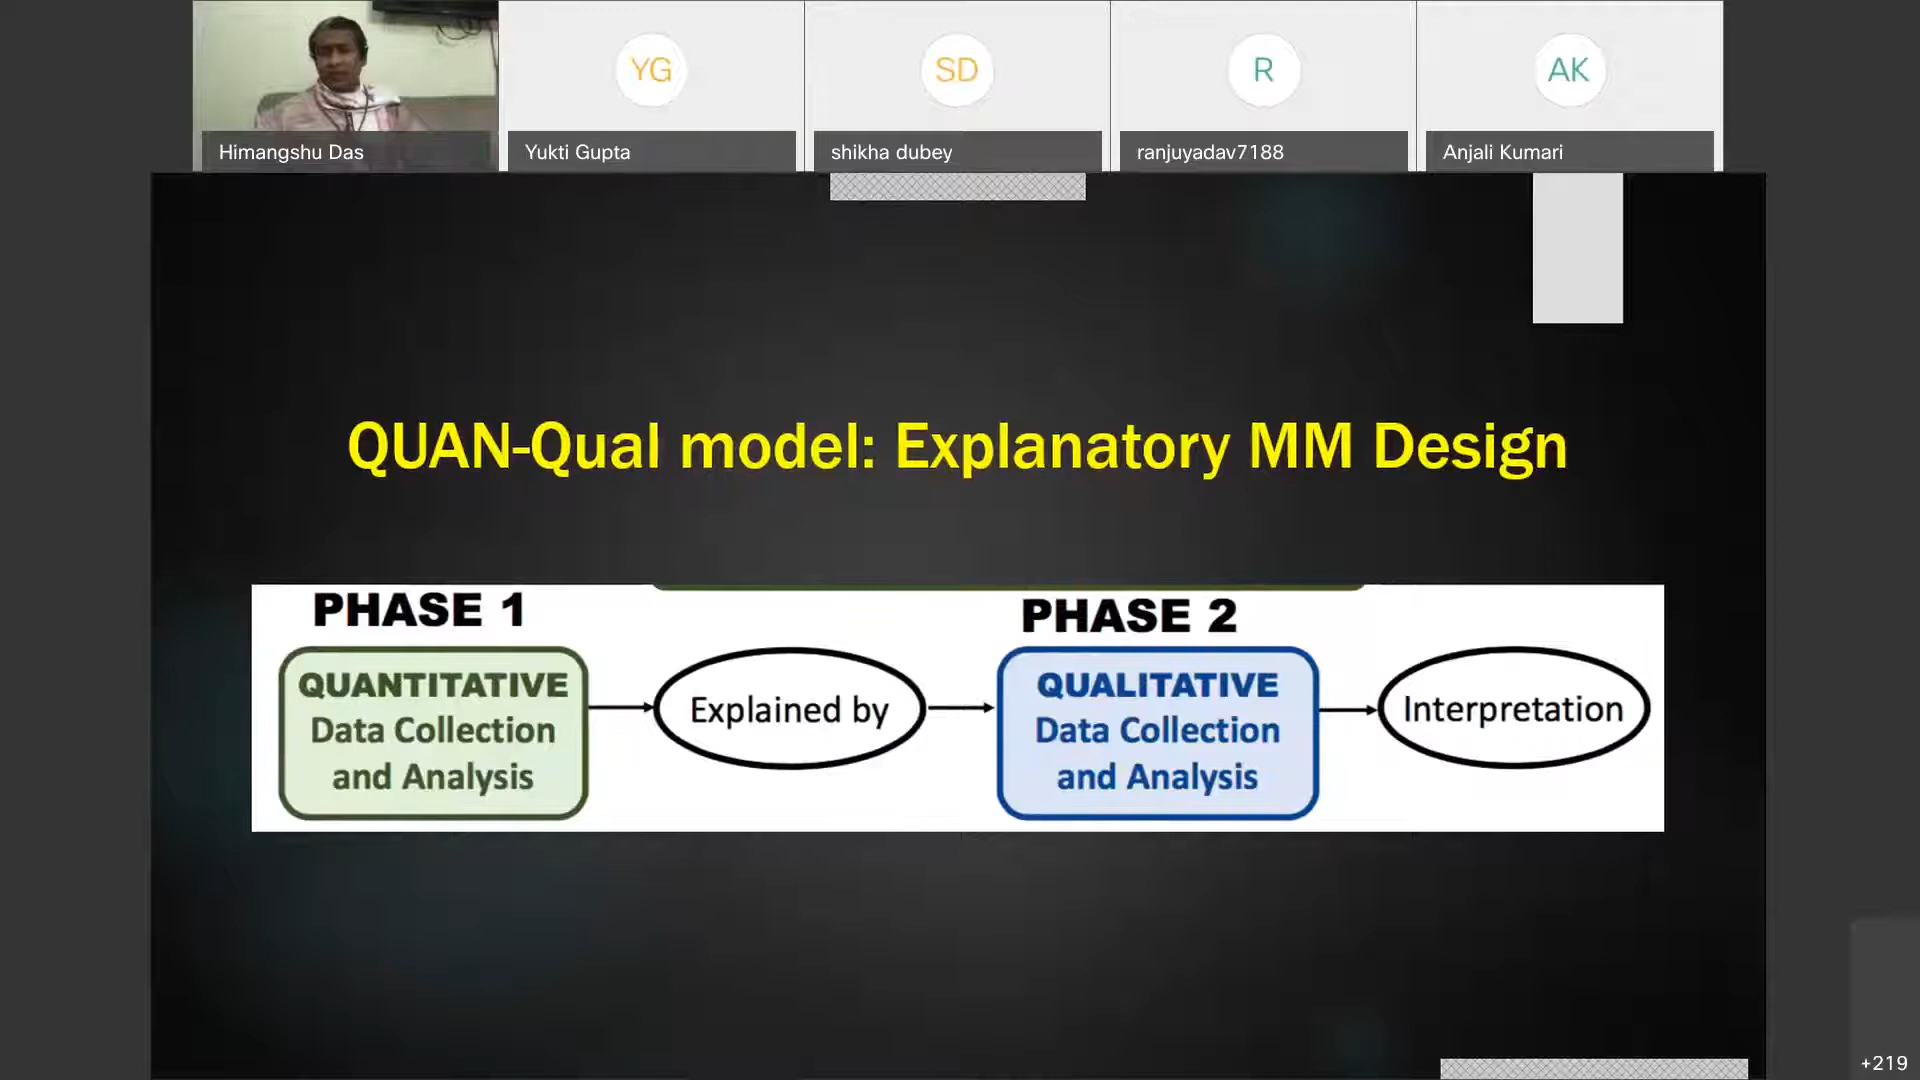 YG
SD
R
AK
Himangshu Das
Yukti Gupta
shikha dubey
ranjuyadav7188
Anjali Kumari
QUAN-Qual model: Explanatory MM Design
PHASE 1
PHASE 2
QUANTITATIVE
Data Collection
and Analysis
Explained by
QUALITATIVE
Data Collection
and Analysis
Interpretation
+219